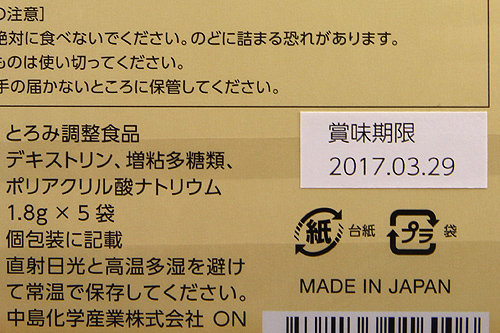 の注意］
絶対に食べないでください。のどに詰まる恐れがあります。
ものは使い切ってください。
手の届かないところに保管してください。
とろみ調整食品
デキストリン、増粘多糖類、
ポリアクリル酸ナトリウム
1.8g × 5 袋
個包装に記載
直射日光と高温多湿を避け
て常温で保存してください。
中島化学産業株式会社 ON
賞味期限
2017.03.29
紙 台紙 プラ 袋
MADE IN JAPAN